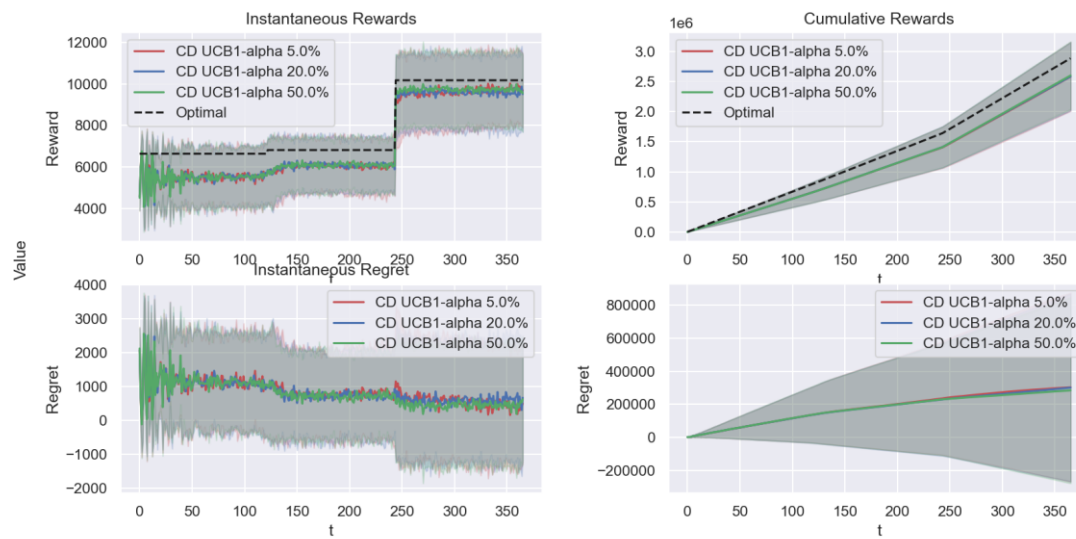 Instantaneous Rewards
12000
10000
8000
6000
4000
Reward
CD UCB1-alpha 5.0%
CD UCB1-alpha 20.0%
CD UCB1-alpha 50.0%
Optimal
0 50 100 150 200 250 300 350
Cumulative Rewards
1e6
3.0
2.5
2.0
1.5
1.0
0.5
0.0
Reward
CD UCB1-alpha 5.0%
CD UCB1-alpha 20.0%
CD UCB1-alpha 50.0%
Optimal
0 50 100 150 200 250 300 350
t
Value
Instantaneous Regret
4000
3000
2000
1000
0
−1000
−2000
Regret
CD UCB1-alpha 5.0%
CD UCB1-alpha 20.0%
CD UCB1-alpha 50.0%
0 50 100 150 200 250 300 350
t
800000
600000
400000
200000
0
−200000
Regret
CD UCB1-alpha 5.0%
CD UCB1-alpha 20.0%
CD UCB1-alpha 50.0%
0 50 100 150 200 250 300 350
t